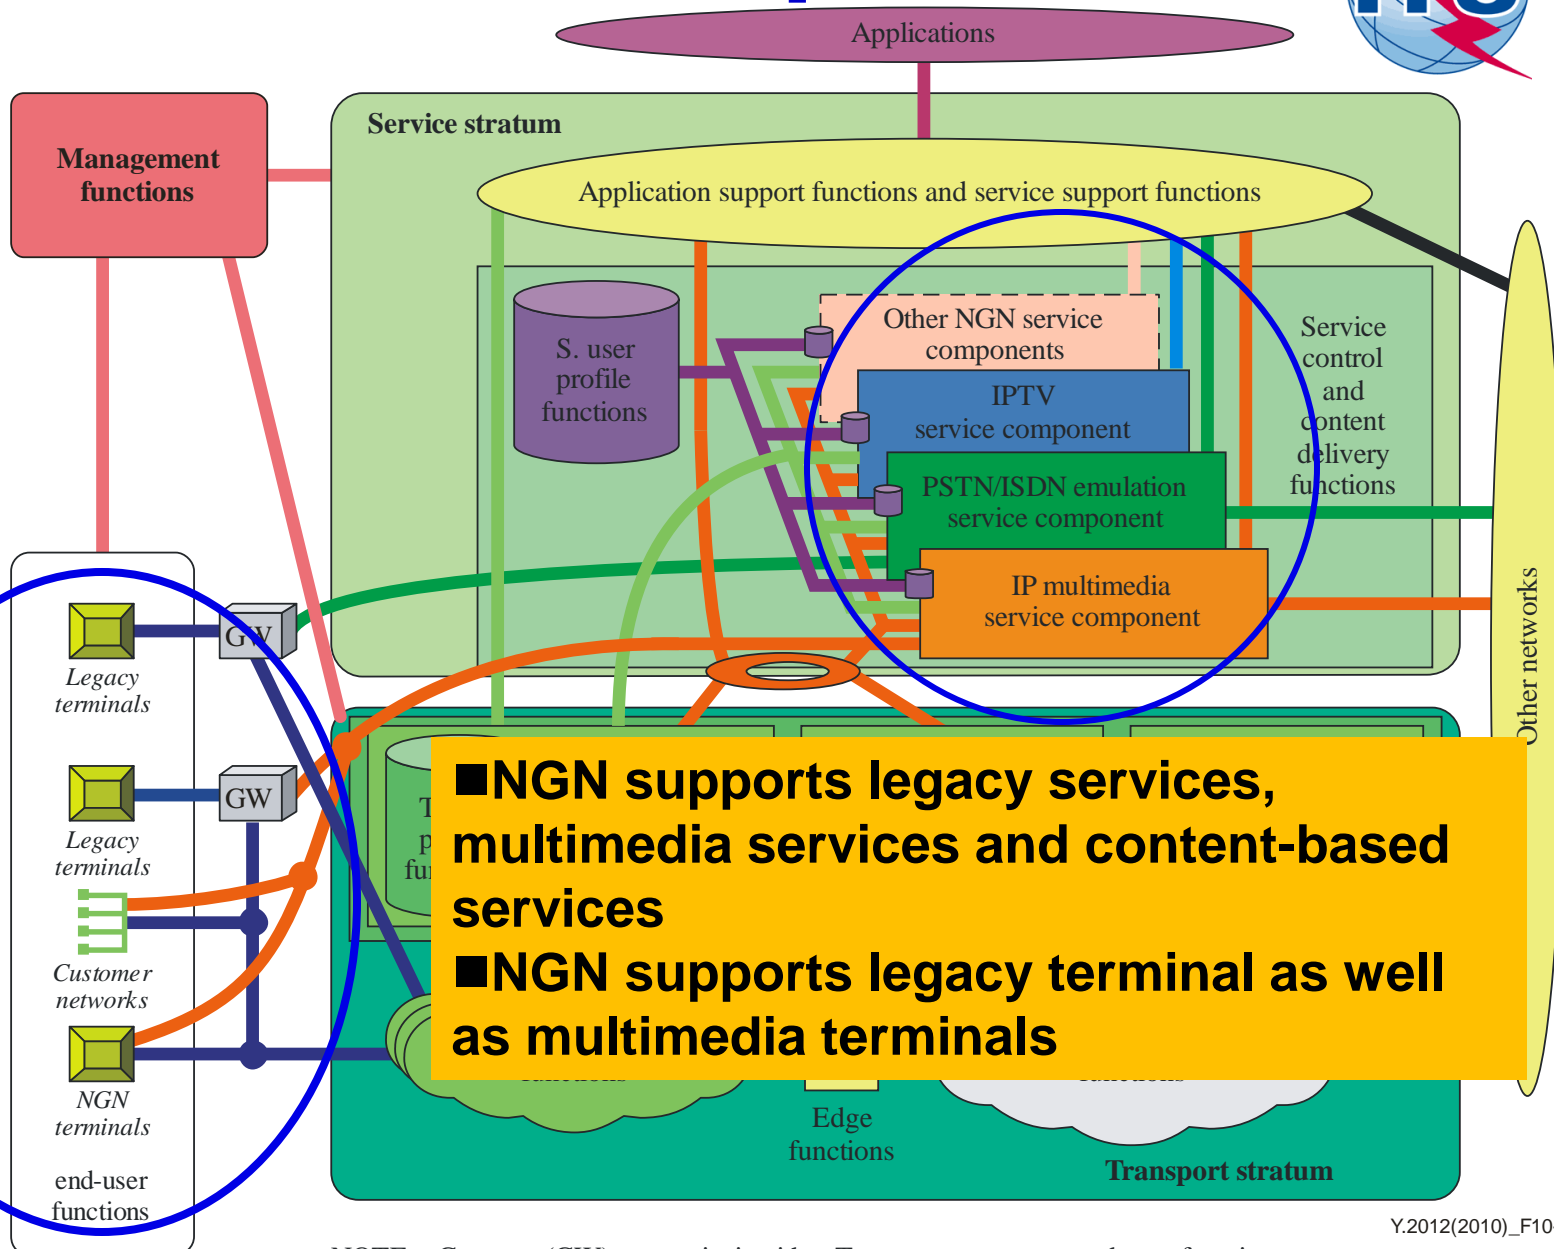 Applications
Service stratum
Management
functions
Application support functions and service support functions
S. user
profile
functions
Other NGN service
components
IPTV
service component
PSTN/ISDN emulation
service component
IP multimedia
service component
Service
control
and
content
delivery
functions
Other networks
GW
Legacy
terminals
GW
Legacy
terminals
Customer
networks
NGN
terminals
end-user
functions
■NGN supports legacy services,
multimedia services and content-based
services
■NGN supports legacy terminal as well
as multimedia terminals
functions
functions
Edge
functions
Transport stratum
Y.2012(2010)_F10